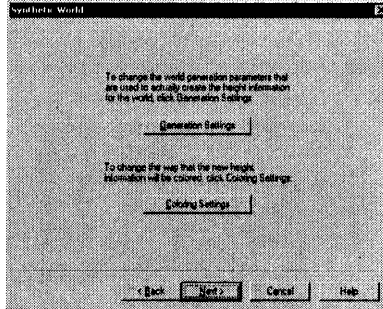 Synthetic World
To change the world generation parameters that
are used to actually create the height information
for the world, click Generation Settings
Generation Settings
To change the way that the new height
information will be colored, click Coloring Settings.
Coloring Settings
< Back Next > Cancel Help